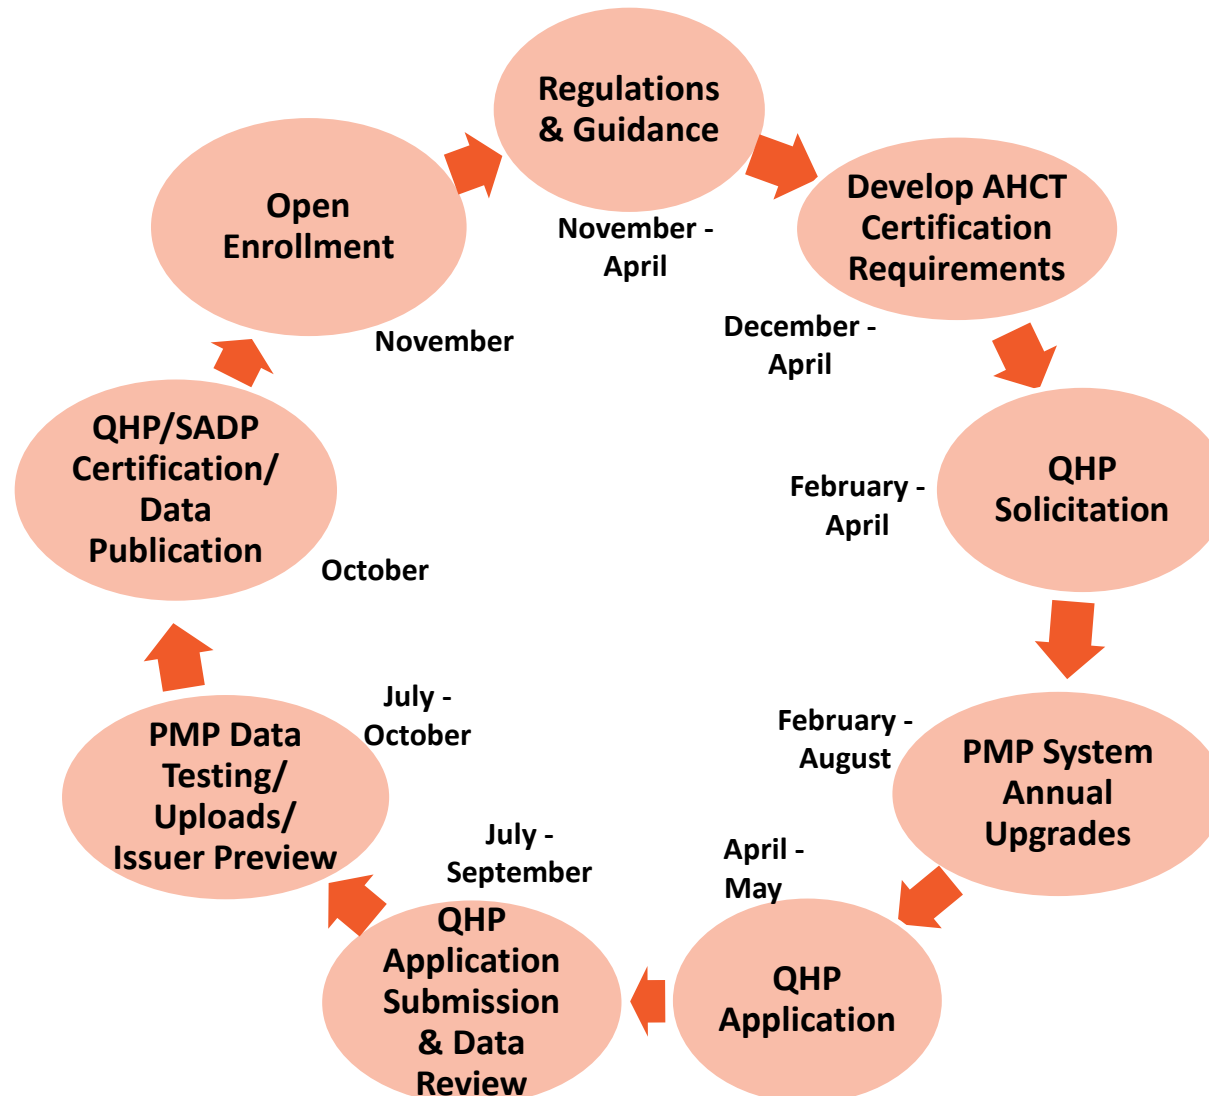 Regulations
& Guidance
November -
April
Develop AHCT
Certification
Requirements
December -
April
QHP
Solicitation
February -
April
PMP System
Annual
Upgrades
February -
August
QHP
Application
April -
May
QHP
Application
Submission
& Data
Review
July -
September
PMP Data
Testing/
Uploads/
Issuer Preview
July -
October
QHP/SADP
Certification/
Data
Publication
October
Open
Enrollment
November